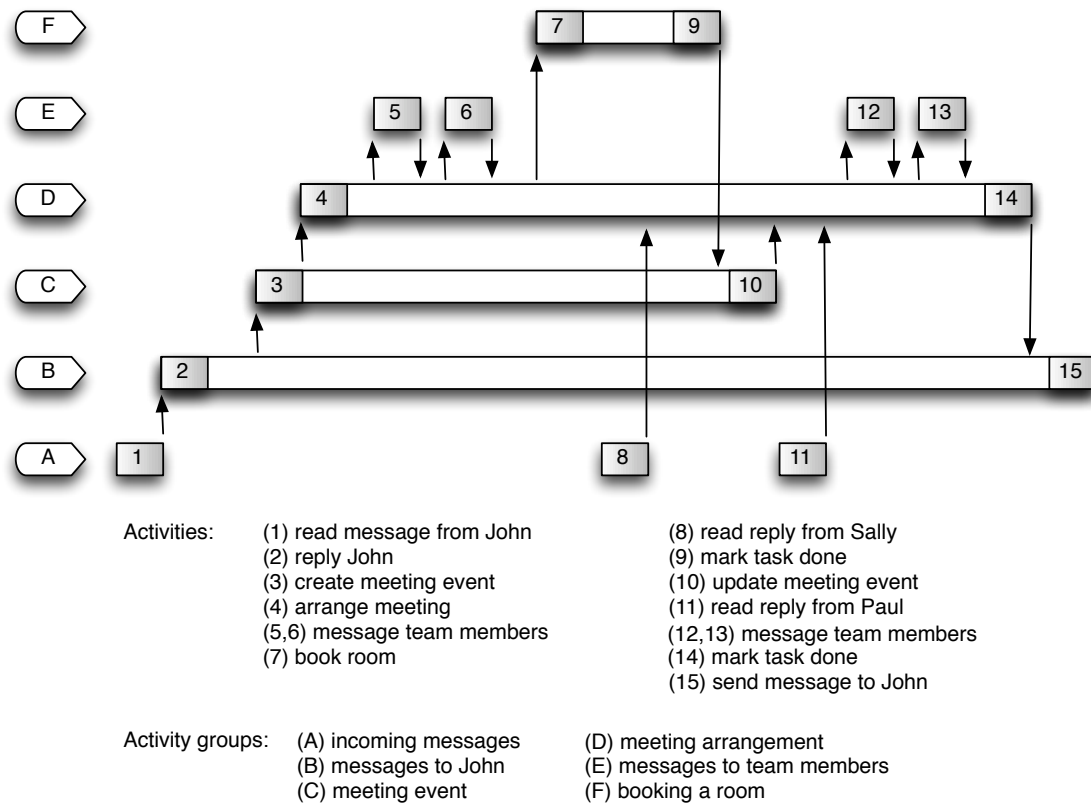 F 7 9
E 5 6 12 13
D 4 14
C 3 10
B 2 15
A 1 8 11
Activities: (1) read message from John (8) read reply from Sally
(2) reply John (9) mark task done
(3) create meeting event (10) update meeting event
(4) arrange meeting (11) read reply from Paul
(5,6) message team members (12,13) message team members
(7) book room (14) mark task done
(15) send message to John
Activity groups: (A) incoming messages (D) meeting arrangement
(B) messages to John (E) messages to team members
(C) meeting event (F) booking a room